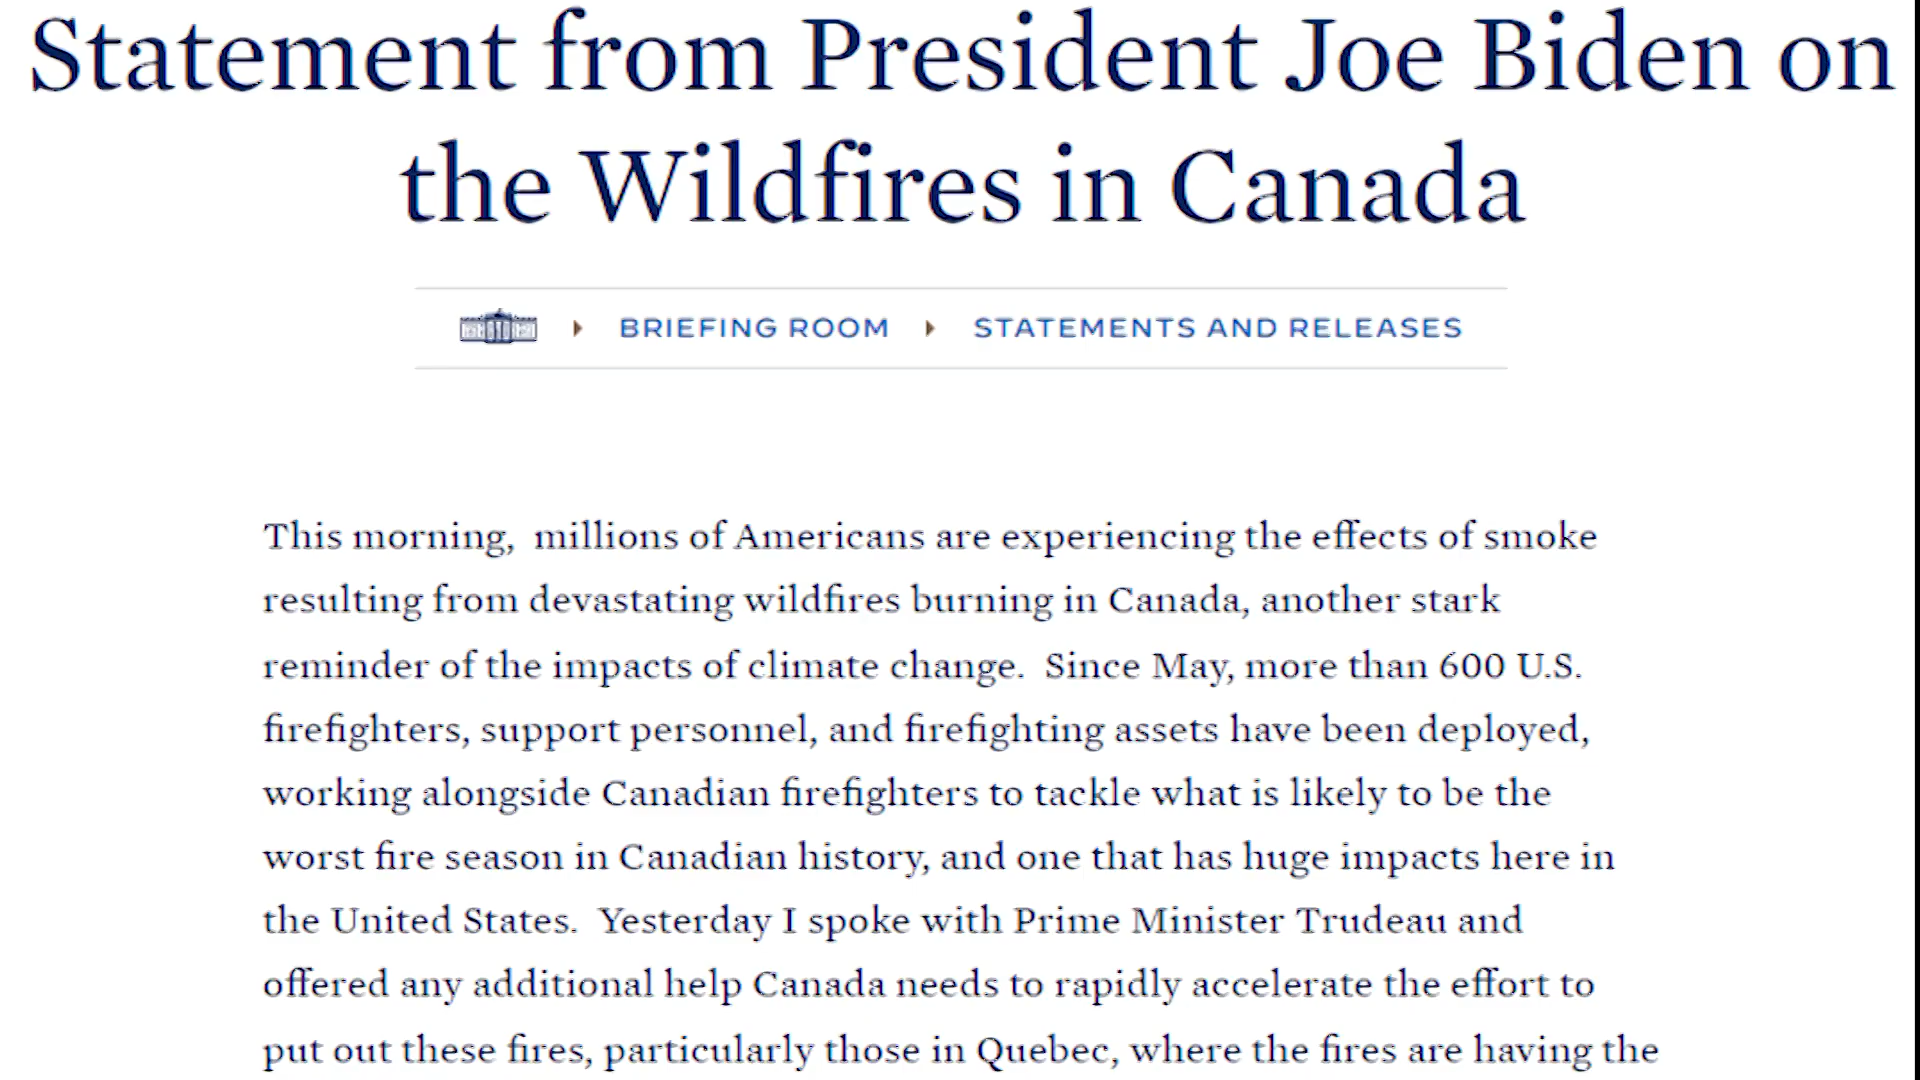 Statement from President Joe Biden on
the Wildfires in Canada
BRIEFING ROOM STATEMENTS AND RELEASES
This morning,  millions of Americans are experiencing the effects of smoke
resulting from devastating wildfires burning in Canada, another stark
reminder of the impacts of climate change.  Since May, more than 600 U.S.
firefighters, support personnel, and firefighting assets have been deployed,
working alongside Canadian firefighters to tackle what is likely to be the
worst fire season in Canadian history, and one that has huge impacts here in
the United States.  Yesterday I spoke with Prime Minister Trudeau and
offered any additional help Canada needs to rapidly accelerate the effort to
put out these fires, particularly those in Quebec, where the fires are having the